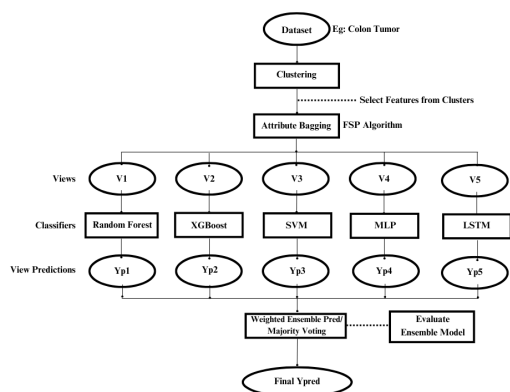 Dataset
Eg: Colon Tumor
Clustering
Select Features from Clusters
Attribute Bagging
FSP Algorithm
Views
V1
V2
V3
V4
V5
Classifiers
Random Forest
XGBoost
SVM
MLP
LSTM
View Predictions
Yp1
Yp2
Yp3
Yp4
Yp5
Weighted Ensemble Pred/
Majority Voting
Evaluate
Ensemble Model
Final Ypred